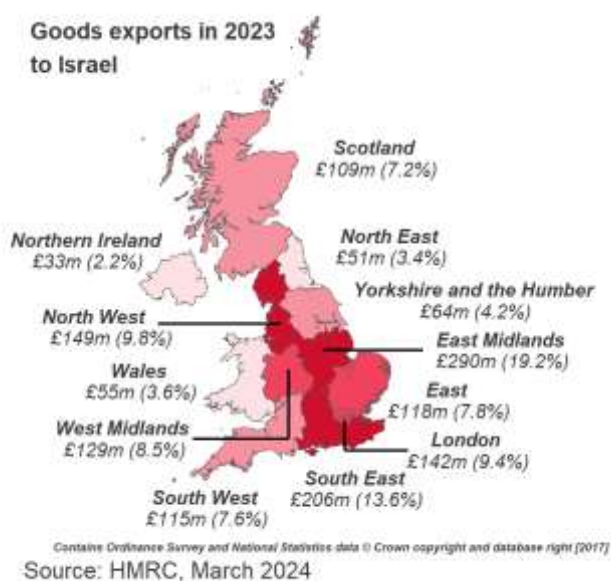 Goods exports in 2023
to Israel
Scotland
£109m (7.2%)
Northern Ireland
£33m (2.2%)
North East
£51m (3.4%)
Yorkshire and the Humber
£64m (4.2%)
North West
£149m (9.8%)
East Midlands
£290m (19.2%)
Wales
£55m (3.6%)
East
£118m (7.8%)
West Midlands
£129m (8.5%)
London
£142m (9.4%)
South East
£206m (13.6%)
South West
£115m (7.6%)
Contains Ordinance Survey and National Statistics data © Crown copyright and database right [2017]
Source: HMRC, March 2024